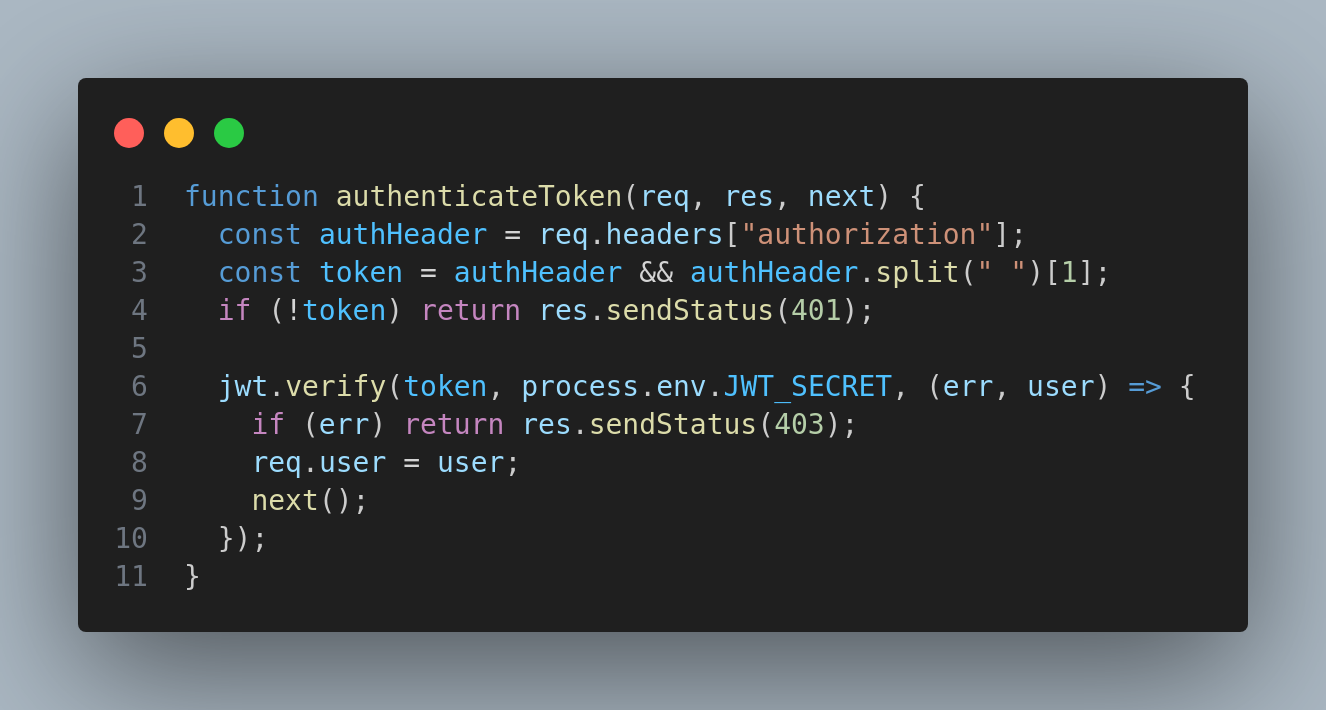 1 function authenticateToken(req, res, next) {
2   const authHeader = req.headers["authorization"];
3   const token = authHeader && authHeader.split(" ")[1];
4   if (!token) return res.sendStatus(401);
5
6   jwt.verify(token, process.env.JWT_SECRET, (err, user) => {
7     if (err) return res.sendStatus(403);
8     req.user = user;
9     next();
10   });
11 }